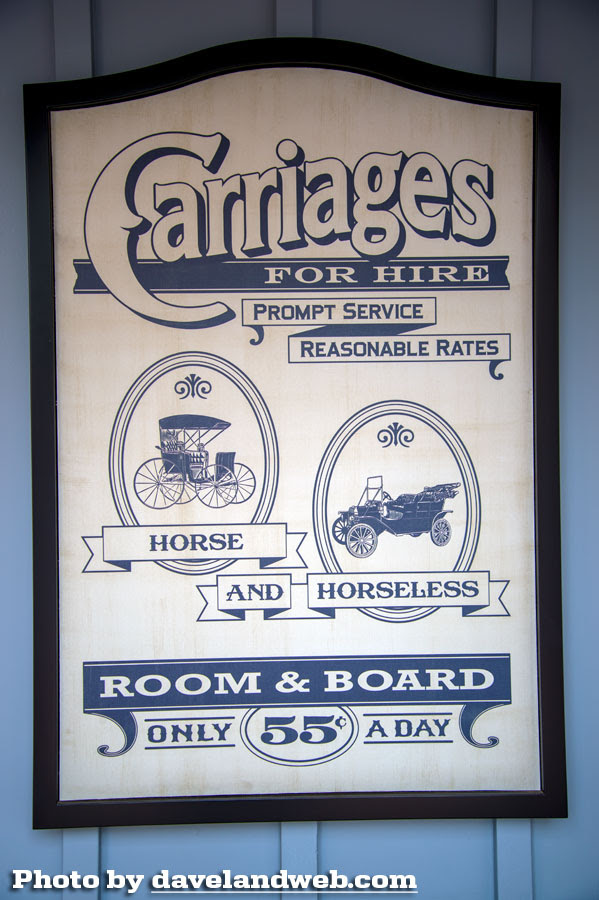 Carriages
FOR HIRE
PROMPT SERVICE
REASONABLE RATES
HORSE
AND HORSELESS
ROOM & BOARD
ONLY 55¢ A DAY
Photo by davelandweb.com